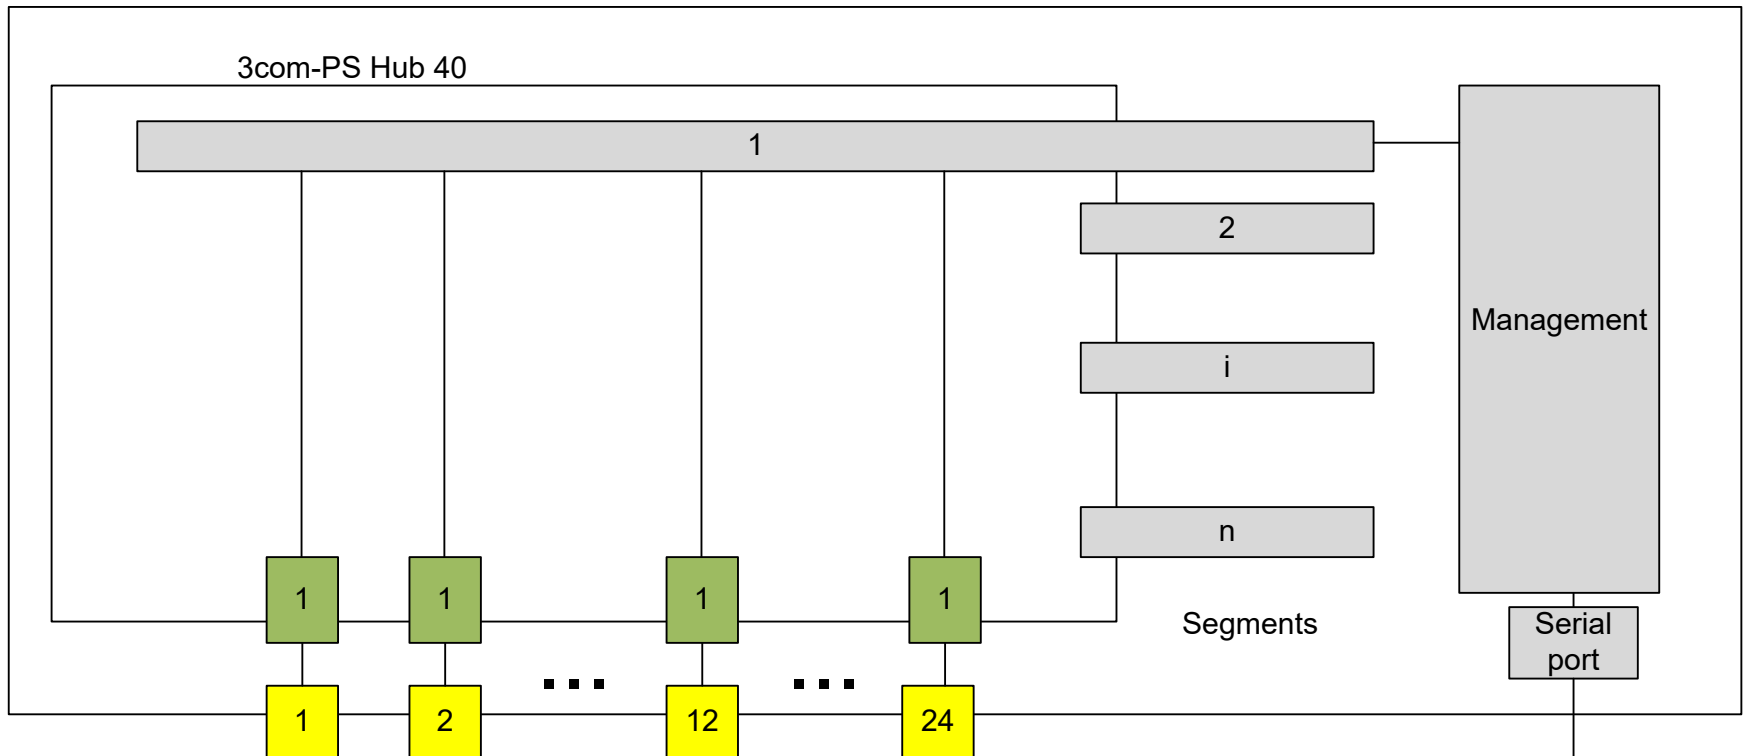 3com-PS Hub 40
1
2
Management
i
n
1 1 1 1
Segments
Serial
port
1 2 12 24